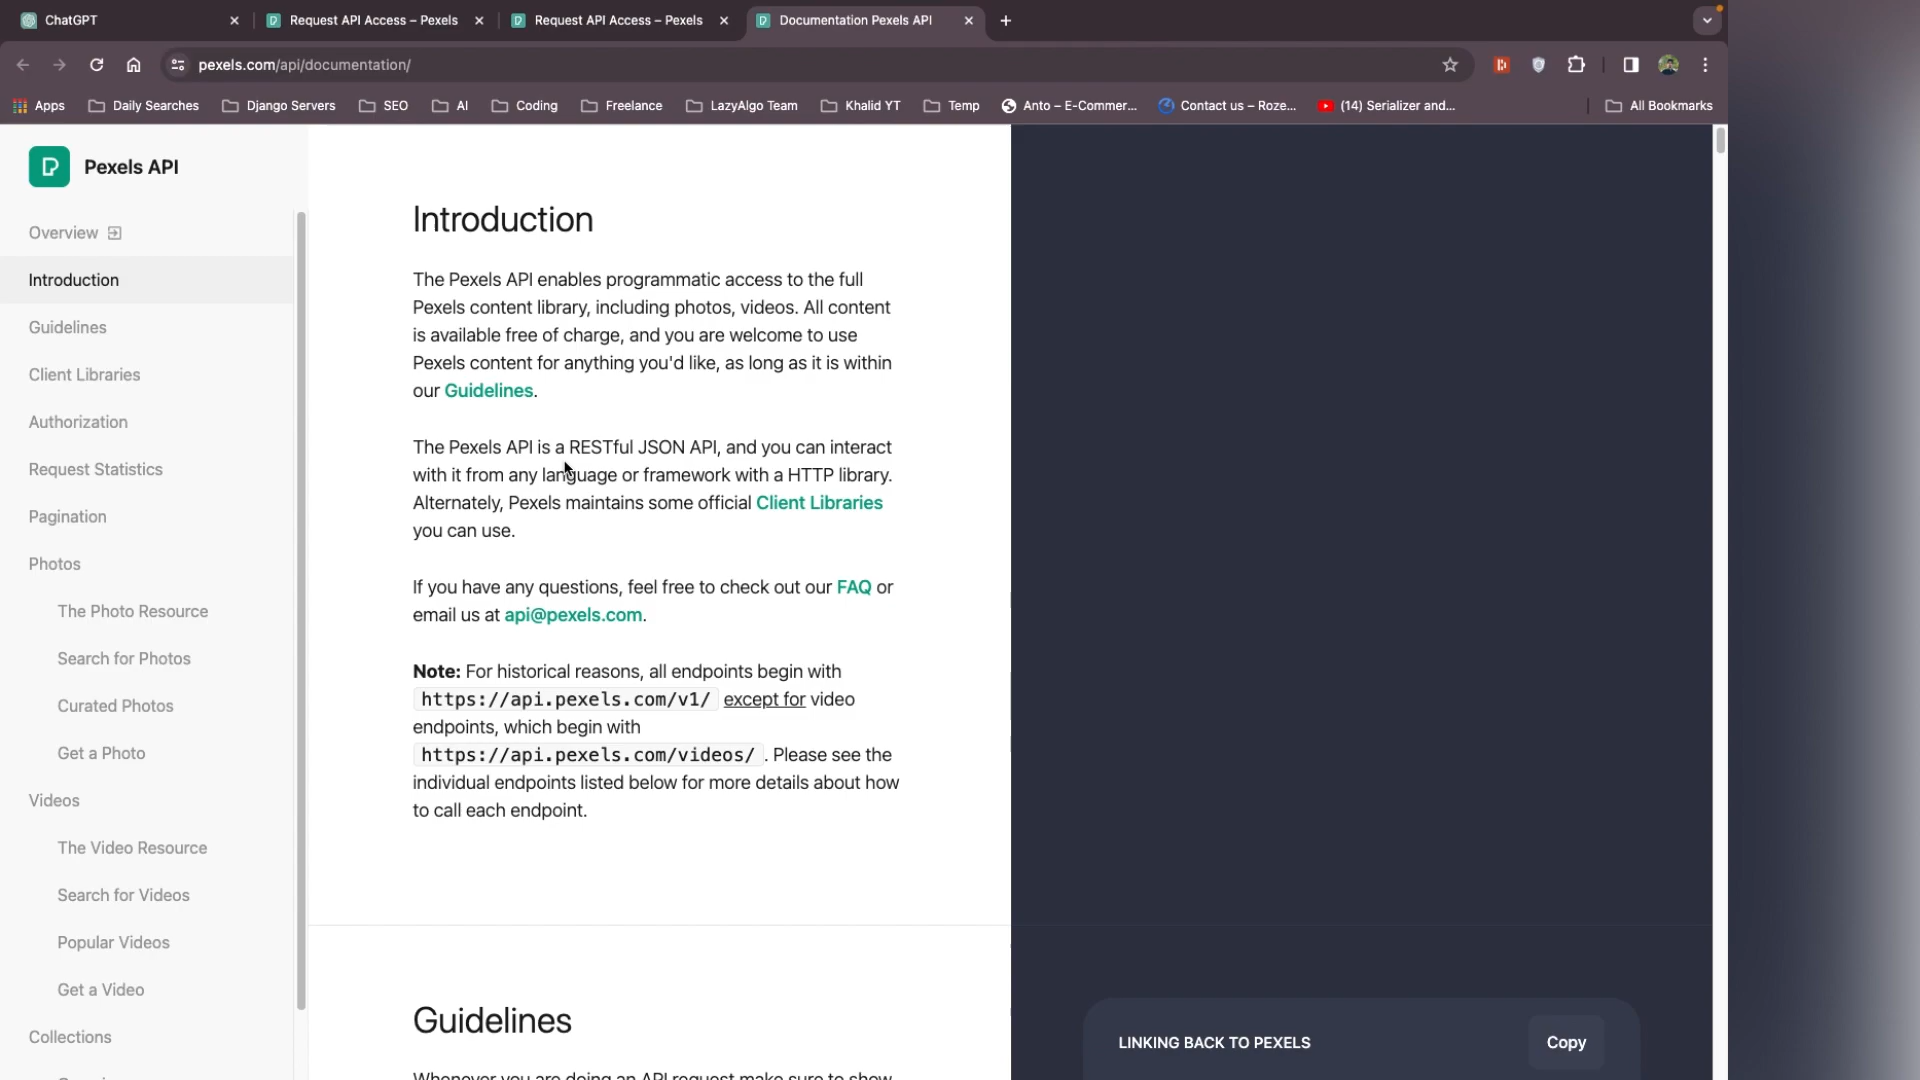 ChatGPT
Request API Access – Pexels
Request API Access – Pexels
Documentation Pexels API
pexels.com/api/documentation/
Apps
Daily Searches
Django Servers
SEO
AI
Coding
Freelance
LazyAlgo Team
Khalid YT
Temp
Anto – E-Commer...
Contact us – Roze...
(14) Serializer and...
All Bookmarks
Pexels API
Overview
Introduction
Guidelines
Client Libraries
Authorization
Request Statistics
Pagination
Photos
The Photo Resource
Search for Photos
Curated Photos
Get a Photo
Videos
The Video Resource
Search for Videos
Popular Videos
Get a Video
Collections
Introduction
The Pexels API enables programmatic access to the full
Pexels content library, including photos, videos. All content
is available free of charge, and you are welcome to use
Pexels content for anything you'd like, as long as it is within
our Guidelines.
The Pexels API is a RESTful JSON API, and you can interact
with it from any language or framework with a HTTP library.
Alternately, Pexels maintains some official Client Libraries
you can use.
If you have any questions, feel free to check out our FAQ or
email us at api@pexels.com.
Note: For historical reasons, all endpoints begin with
https://api.pexels.com/v1/ except for video
endpoints, which begin with
https://api.pexels.com/videos/ . Please see the
individual endpoints listed below for more details about how
to call each endpoint.
Guidelines
Whenever you are doing an API request make sure to show
LINKING BACK TO PEXELS
Copy